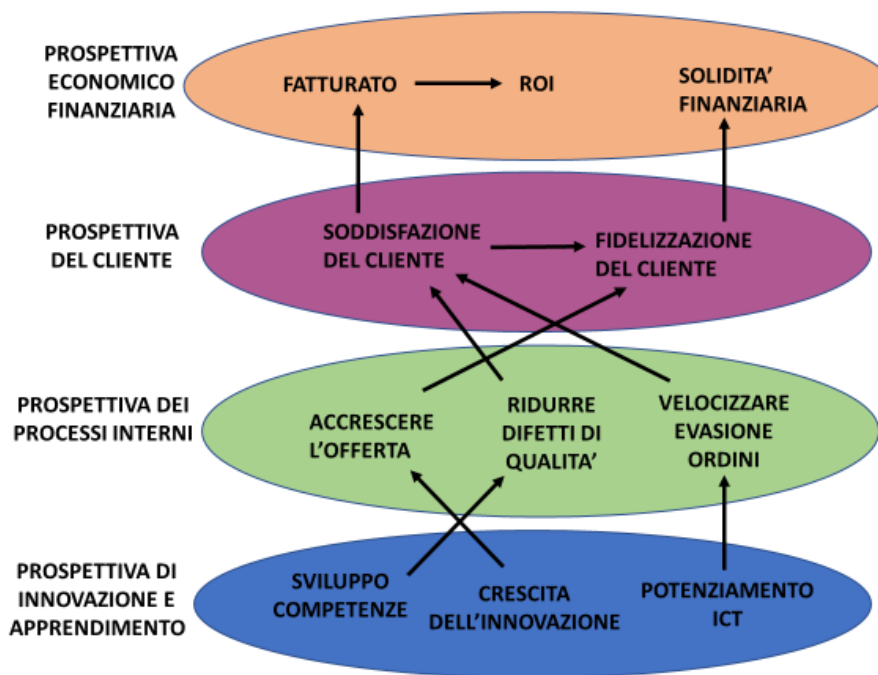 PROSPETTIVA
ECONOMICO
FINANZIARIA
FATTURATO
ROI
SOLIDITA'
FINANZIARIA
PROSPETTIVA
DEL CLIENTE
SODDISFAZIONE
DEL CLIENTE
FIDELIZZAZIONE
DEL CLIENTE
PROSPETTIVA DEI
PROCESSI INTERNI
ACCRESCERE
L'OFFERTA
RIDURRE
DIFETTI DI
QUALITA'
VELOCIZZARE
EVASIONE
ORDINI
PROSPETTIVA DI
INNOVAZIONE E
APPRENDIMENTO
SVILUPPO
COMPETENZE
CRESCITA
DELL'INNOVAZIONE
POTENZIAMENTO
ICT